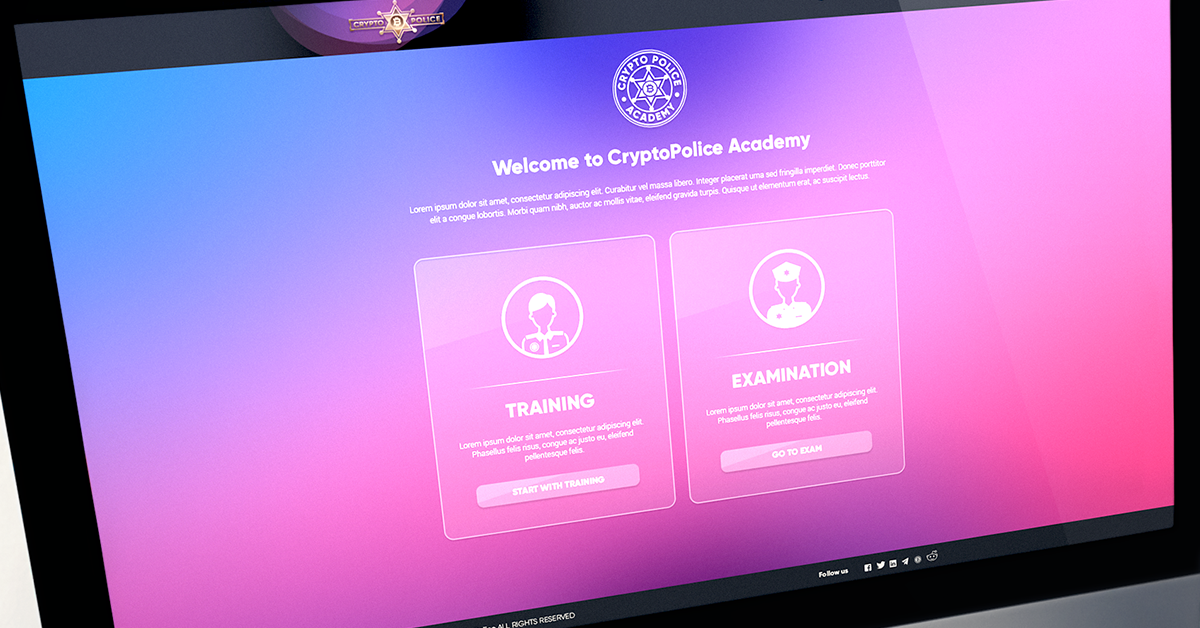 CRYPTO B POLICE
CRYPTO POLICE
B
ACADEMY
Welcome to CryptoPolice Academy
Lorem ipsum dolor sit amet, consectetur adipiscing elit. Curabitur vel massa libero. Integer placerat urna sed fringilla imperdiet. Donec porttitor
elit a congue lobortis. Morbi quam nibh, auctor ac mollis vitae, eleifend gravida turpis. Quisque ut elementum erat, ac suscipit lectus.
TRAINING
Lorem ipsum dolor sit amet, consectetur adipiscing elit.
Phasellus felis risus, congue ac justo eu, eleifend
pellentesque felis.
START WITH TRAINING
EXAMINATION
Lorem ipsum dolor sit amet, consectetur adipiscing elit.
Phasellus felis risus, congue ac justo eu, eleifend
pellentesque felis.
GO TO EXAM
Follow us
ALL RIGHTS RESERVED